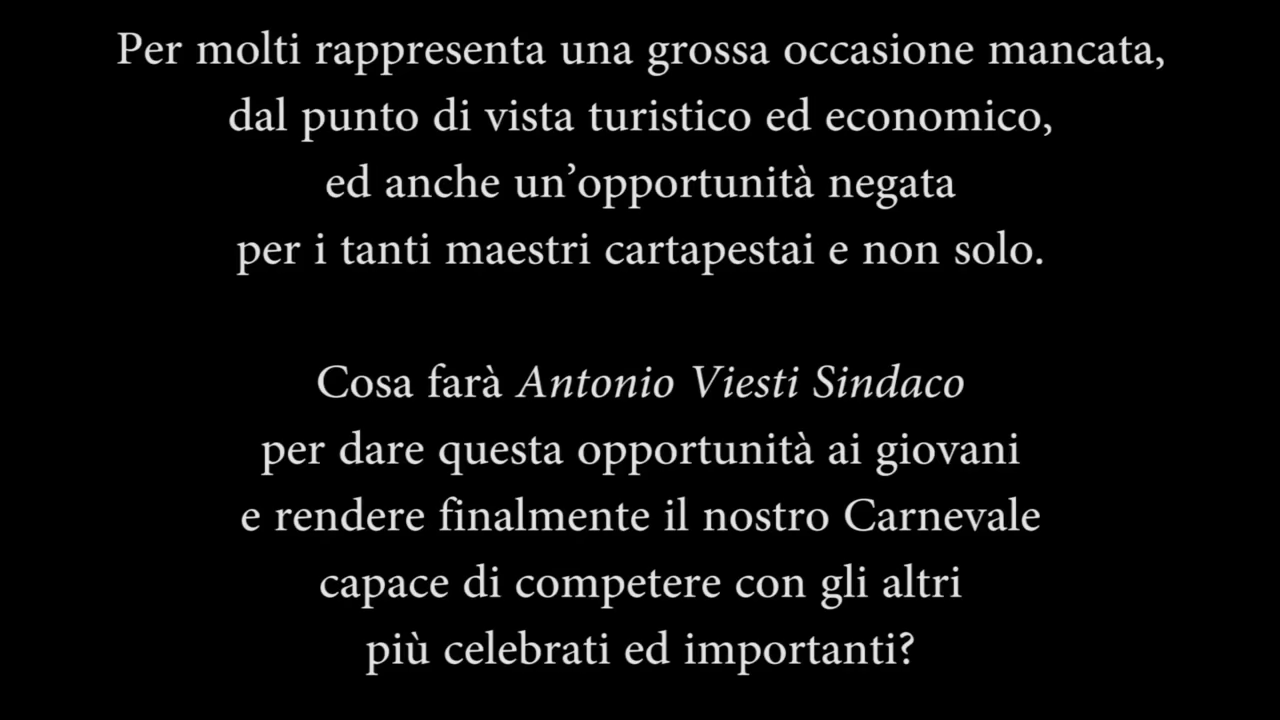 Per molti rappresenta una grossa occasione mancata,
dal punto di vista turistico ed economico,
ed anche un’opportunità negata
per i tanti maestri cartapestai e non solo.
Cosa farà Antonio Viesti Sindaco
per dare questa opportunità ai giovani
e rendere finalmente il nostro Carnevale
capace di competere con gli altri
più celebrati ed importanti?